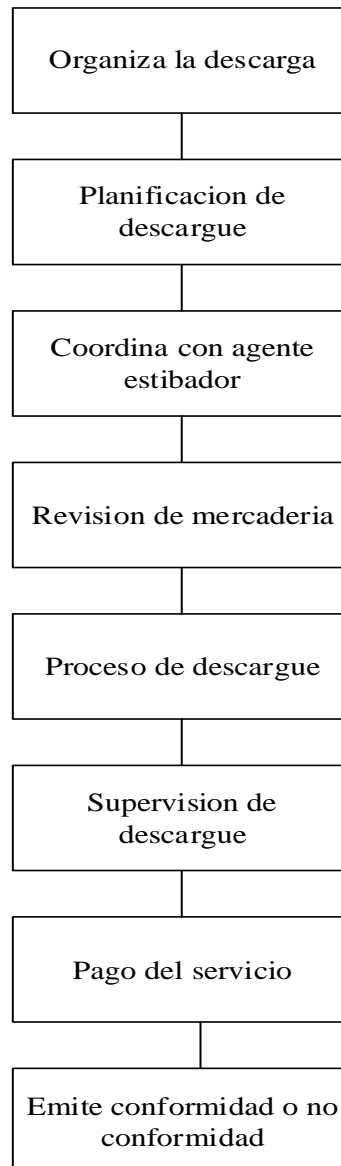 Organiza la descarga
Planificacion de
descargue
Coordina con agente
estibador
Revision de mercaderia
Proceso de descargue
Supervision de
descargue
Pago del servicio
Emite conformidad o no
conformidad